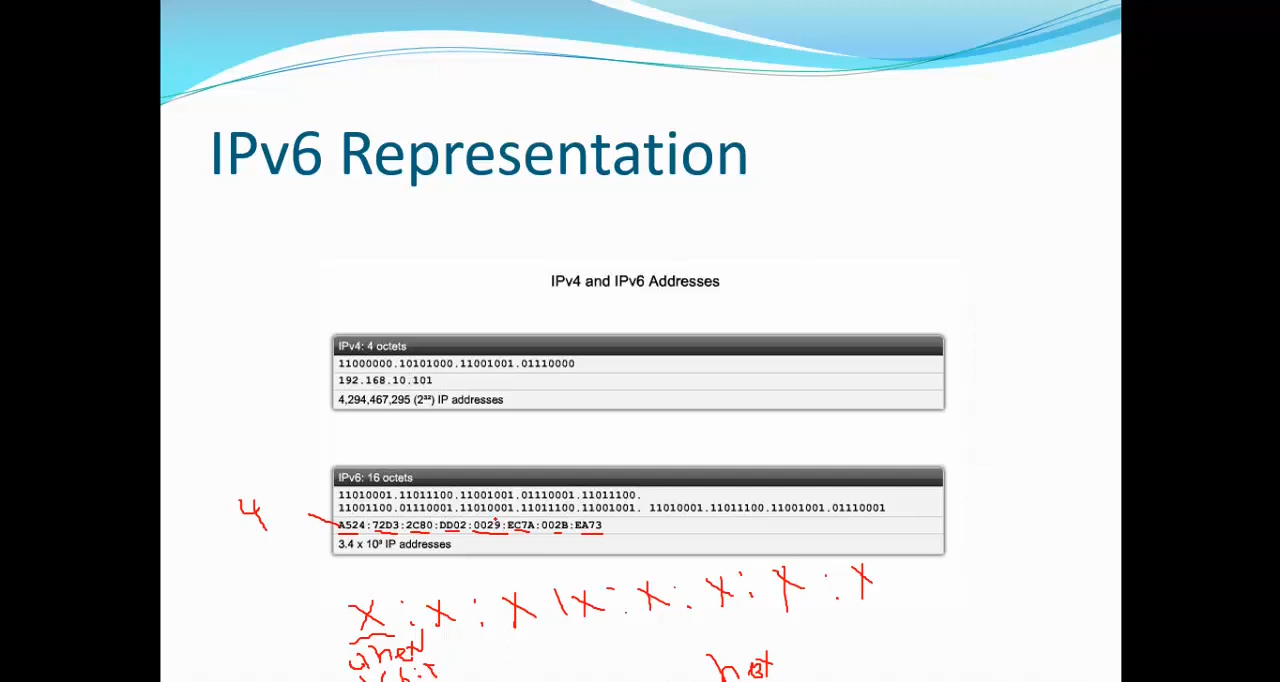 IPv6 Representation
IPv4 and IPv6 Addresses
IPv4: 4 octets
11000000.10101000.11001001.01110000
192.168.10.101
4,294,467,295 (2³²) IP addresses
IPv6: 16 octets
11010001.11011100.11001001.01110001.11011100.
11001100.01110001.11010001.11011100.11001001. 11010001.11011100.11001001.01110001
4 A524:72D3:2C80:DD02:0029:EC7A:002B:EA73
3.4 x 10³ IP addresses
X : X : X : X : X : X : X : X